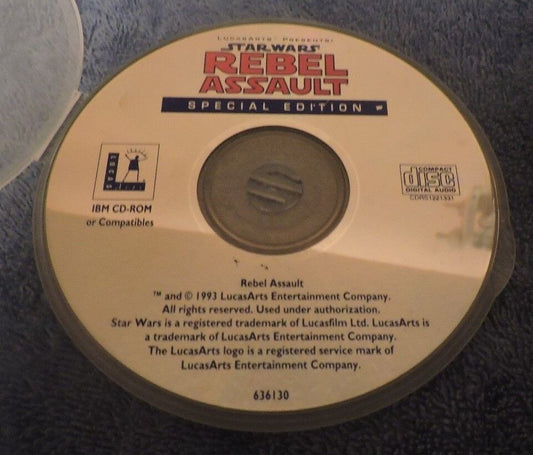 LUCASARTS PRESENTS:
STAR WARS
REBEL
ASSAULT
SPECIAL EDITION
LUCAS
ARTS
IBM CD-ROM
or Compatibles
COMPACT
disc
DIGITAL AUDIO
CDRS1221331
Rebel Assault
™ and © 1993 LucasArts Entertainment Company.
All rights reserved. Used under authorization.
Star Wars is a registered trademark of Lucasfilm Ltd. LucasArts is
a trademark of LucasArts Entertainment Company.
The LucasArts logo is a registered service mark of
LucasArts Entertainment Company.
636130